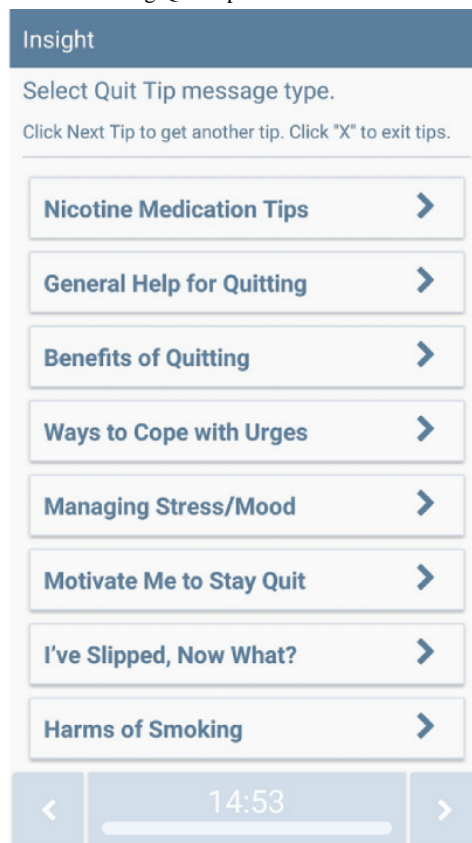 Insight
Select Quit Tip message type.
Click Next Tip to get another tip. Click "X" to exit tips.
Nicotine Medication Tips
General Help for Quitting
Benefits of Quitting
Ways to Cope with Urges
Managing Stress/Mood
Motivate Me to Stay Quit
I've Slipped, Now What?
Harms of Smoking
14:53